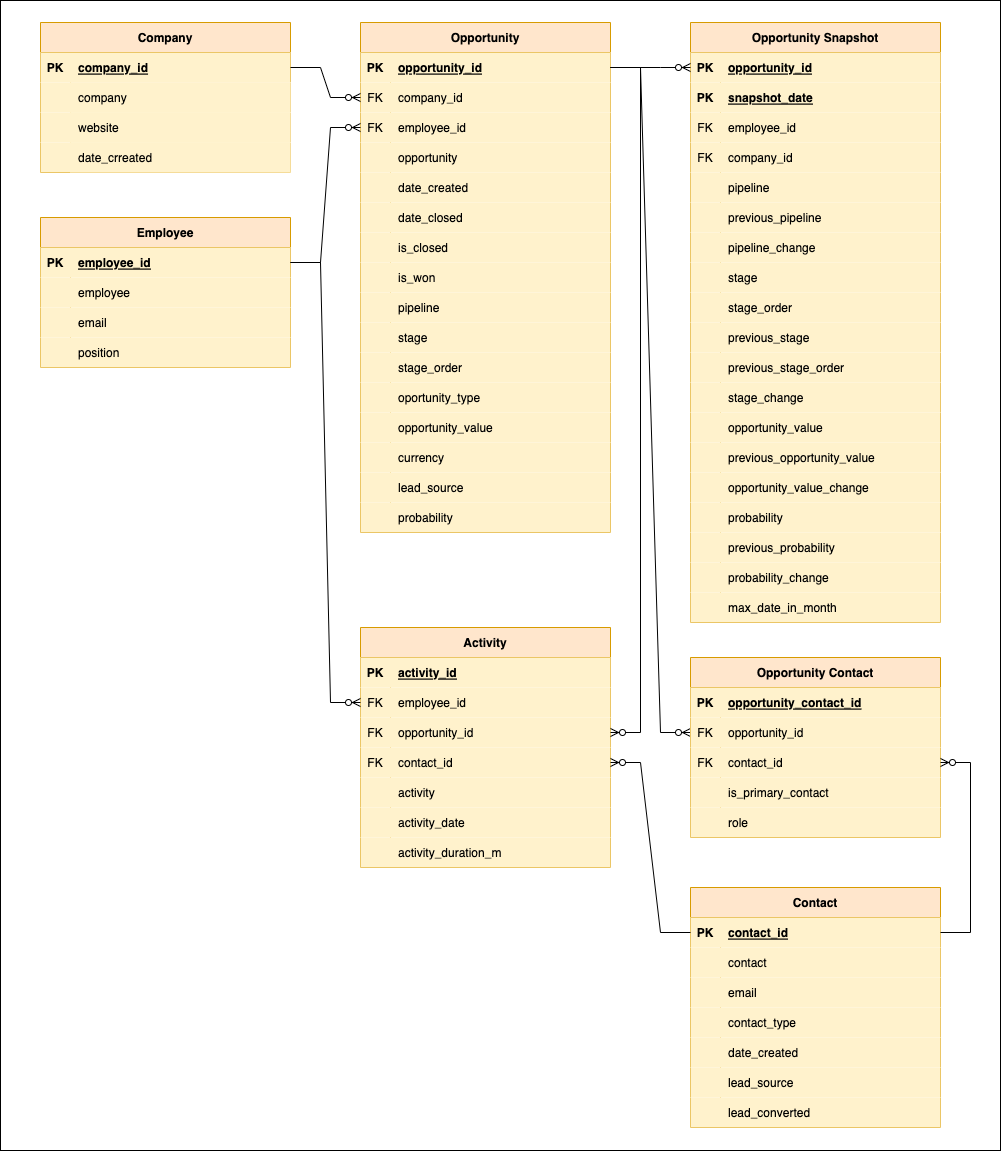 Company
PK company_id
company
website
date_crreated
Employee
PK employee_id
employee
email
position
Opportunity
PK opportunity_id
FK company_id
FK employee_id
opportunity
date_created
date_closed
is_closed
is_won
pipeline
stage
stage_order
oportunity_type
opportunity_value
currency
lead_source
probability
Opportunity Snapshot
PK opportunity_id
PK snapshot_date
FK employee_id
FK company_id
pipeline
previous_pipeline
pipeline_change
stage
stage_order
previous_stage
previous_stage_order
stage_change
opportunity_value
previous_opportunity_value
opportunity_value_change
probability
previous_probability
probability_change
max_date_in_month
Activity
PK activity_id
FK employee_id
FK opportunity_id
FK contact_id
activity
activity_date
activity_duration_m
Opportunity Contact
PK opportunity_contact_id
FK opportunity_id
FK contact_id
is_primary_contact
role
Contact
PK contact_id
contact
email
contact_type
date_created
lead_source
lead_converted